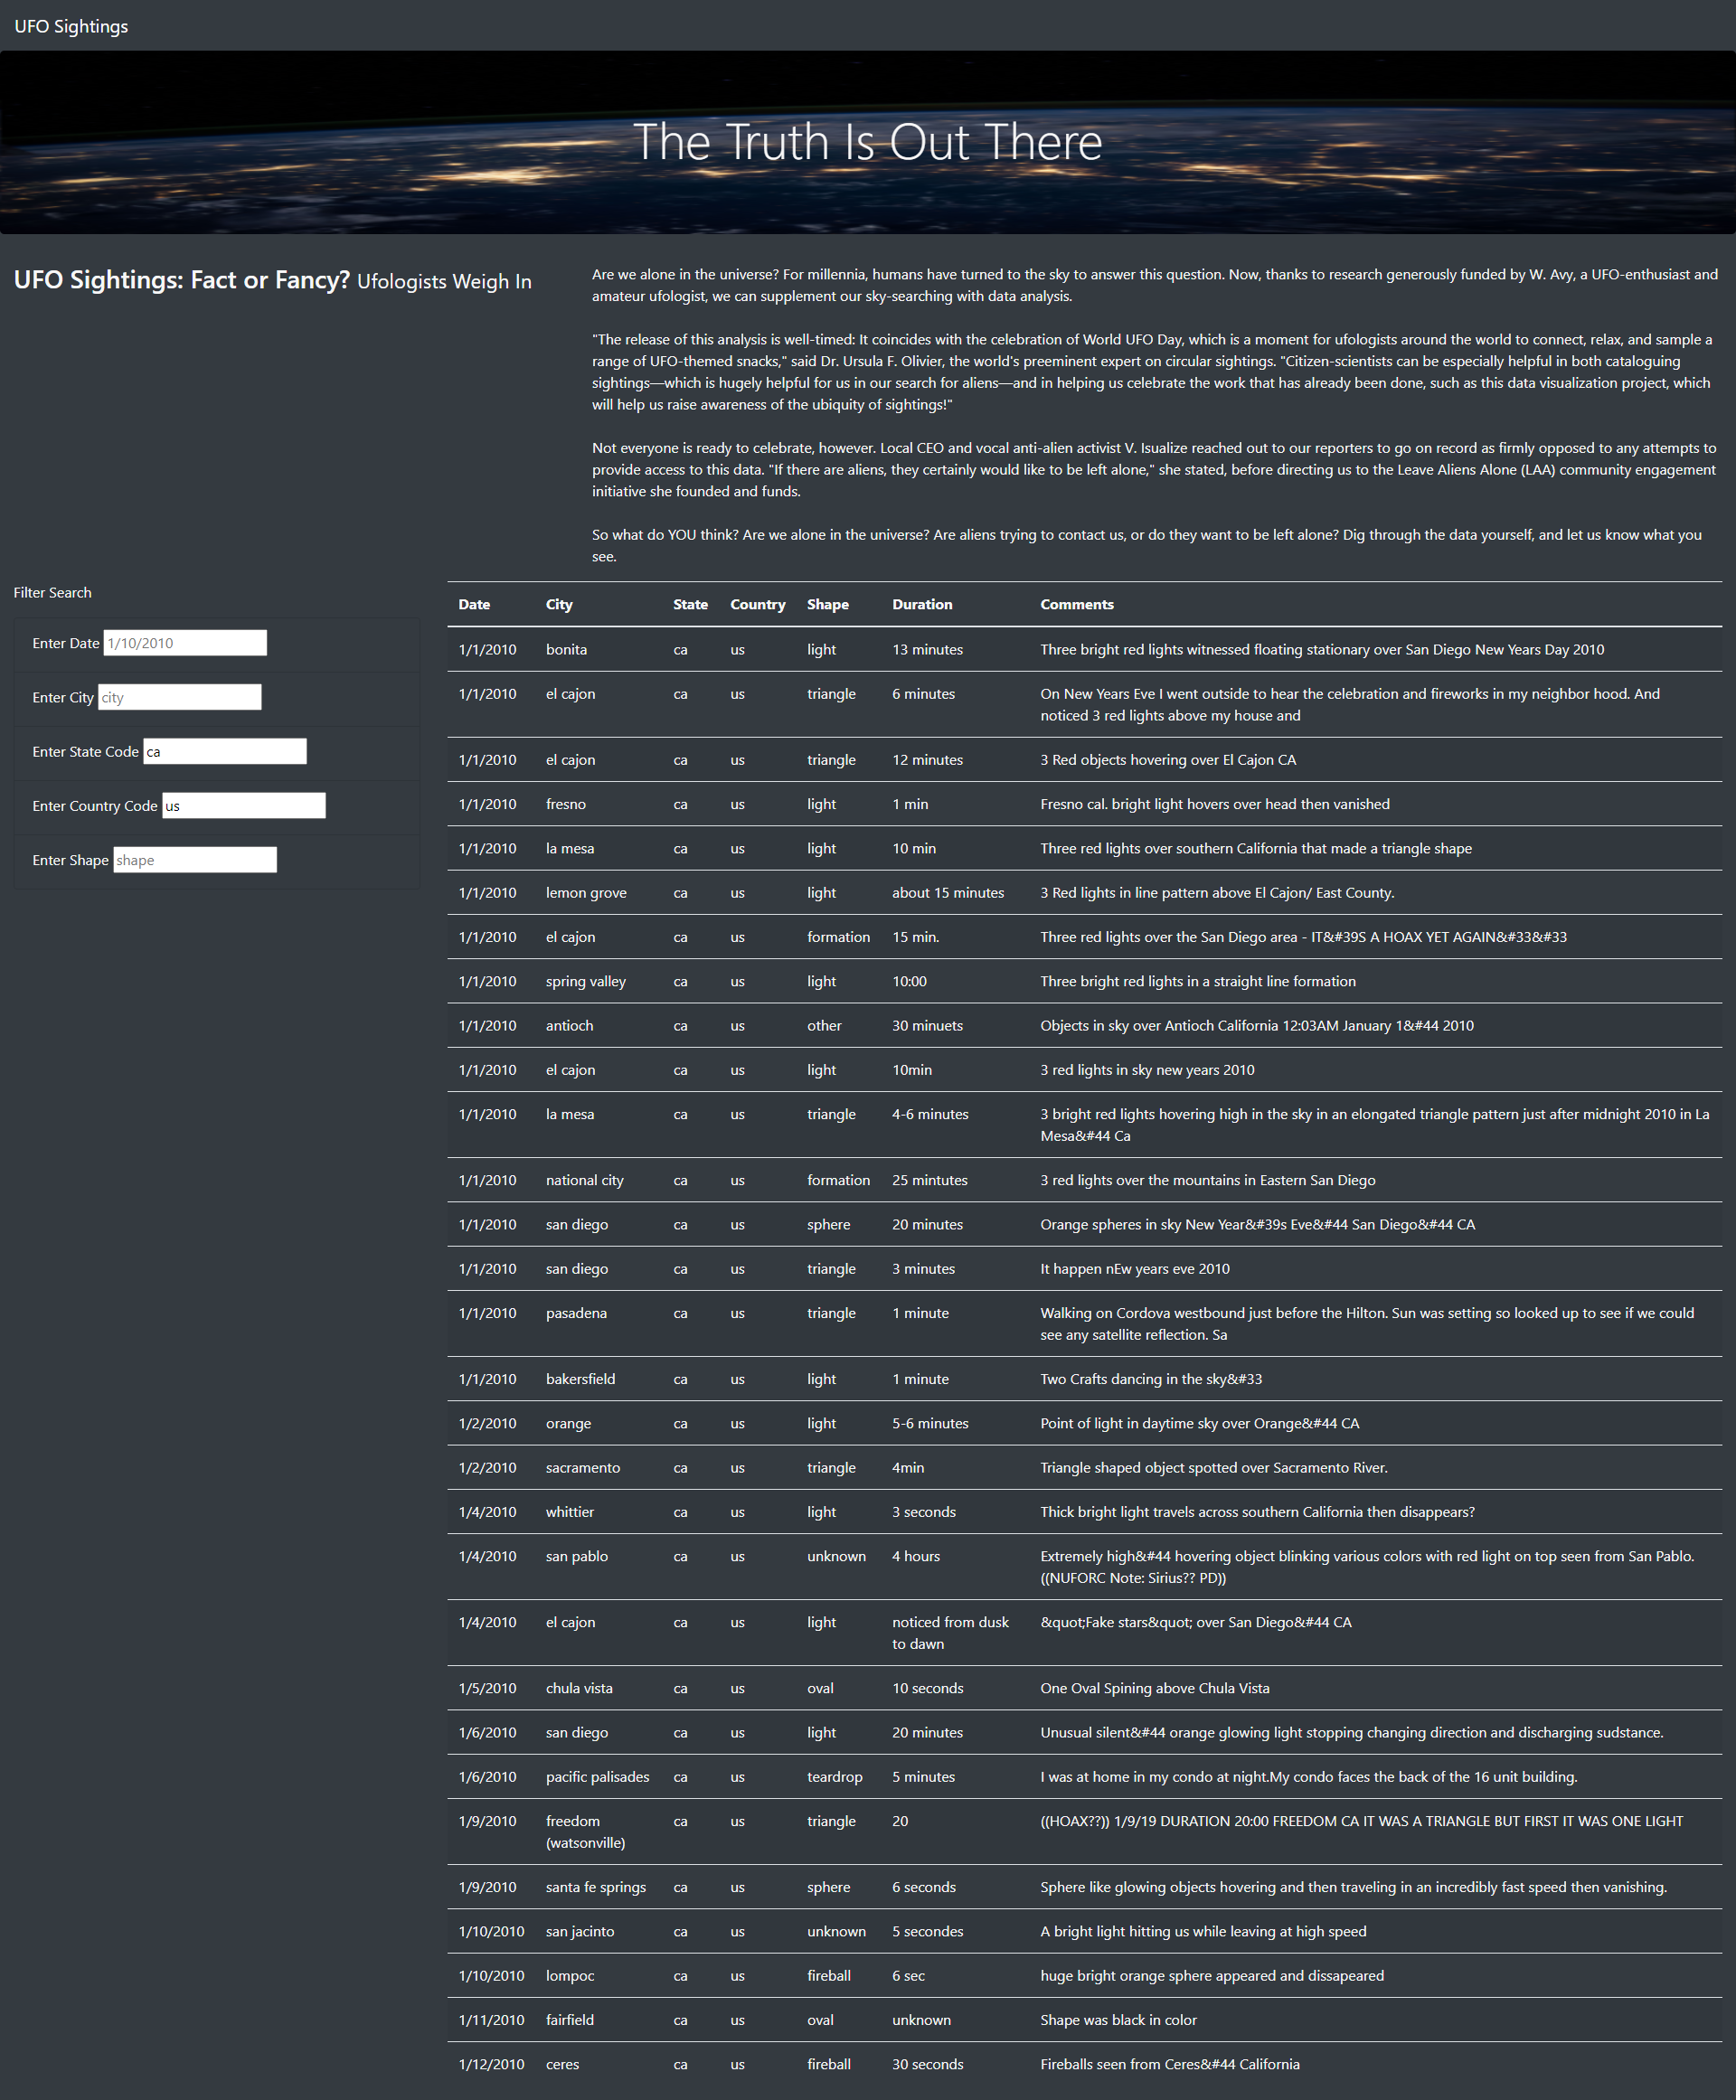 UFO Sightings
The Truth Is Out There
UFO Sightings: Fact or Fancy? Ufologists Weigh In
Are we alone in the universe? For millennia, humans have turned to the sky to answer this question. Now, thanks to research generously funded by W. Avy, a UFO-enthusiast and
amateur ufologist, we can supplement our sky-searching with data analysis.
"The release of this analysis is well-timed: It coincides with the celebration of World UFO Day, which is a moment for ufologists around the world to connect, relax, and sample a
range of UFO-themed snacks," said Dr. Ursula F. Olivier, the world's preeminent expert on circular sightings. "Citizen-scientists can be especially helpful in both cataloguing
sightings—which is hugely helpful for us in our search for aliens—and in helping us celebrate the work that has already been done, such as this data visualization project, which
will help us raise awareness of the ubiquity of sightings!"
Not everyone is ready to celebrate, however. Local CEO and vocal anti-alien activist V. Isualize reached out to our reporters to go on record as firmly opposed to any attempts to
provide access to this data. "If there are aliens, they certainly would like to be left alone," she stated, before directing us to the Leave Aliens Alone (LAA) community engagement
initiative she founded and funds.
So what do YOU think? Are we alone in the universe? Are aliens trying to contact us, or do they want to be left alone? Dig through the data yourself, and let us know what you
see.
Filter Search
Enter Date 1/10/2010
Enter City city
Enter State Code ca
Enter Country Code us
Enter Shape shape
Date City State Country Shape Duration Comments
1/1/2010 bonita ca us light 13 minutes Three bright red lights witnessed floating stationary over San Diego New Years Day 2010
1/1/2010 el cajon ca us triangle 6 minutes On New Years Eve I went outside to hear the celebration and fireworks in my neighbor hood. And
noticed 3 red lights above my house and
1/1/2010 el cajon ca us triangle 12 minutes 3 Red objects hovering over El Cajon CA
1/1/2010 fresno ca us light 1 min Fresno cal. bright light hovers over head then vanished
1/1/2010 la mesa ca us light 10 min Three red lights over southern California that made a triangle shape
1/1/2010 lemon grove ca us light about 15 minutes 3 Red lights in line pattern above El Cajon/ East County.
1/1/2010 el cajon ca us formation 15 min. Three red lights over the San Diego area - IT&#39S A HOAX YET AGAIN&#33&#33
1/1/2010 spring valley ca us light 10:00 Three bright red lights in a straight line formation
1/1/2010 antioch ca us other 30 minuets Objects in sky over Antioch California 12:03AM January 1&#44 2010
1/1/2010 el cajon ca us light 10min 3 red lights in sky new years 2010
1/1/2010 la mesa ca us triangle 4-6 minutes 3 bright red lights hovering high in the sky in an elongated triangle pattern just after midnight 2010 in La
Mesa&#44 Ca
1/1/2010 national city ca us formation 25 mintutes 3 red lights over the mountains in Eastern San Diego
1/1/2010 san diego ca us sphere 20 minutes Orange spheres in sky New Year&#39s Eve&#44 San Diego&#44 CA
1/1/2010 san diego ca us triangle 3 minutes It happen nEw years eve 2010
1/1/2010 pasadena ca us triangle 1 minute Walking on Cordova westbound just before the Hilton. Sun was setting so looked up to see if we could
see any satellite reflection. Sa
1/1/2010 bakersfield ca us light 1 minute Two Crafts dancing in the sky&#33
1/2/2010 orange ca us light 5-6 minutes Point of light in daytime sky over Orange&#44 CA
1/2/2010 sacramento ca us triangle 4min Triangle shaped object spotted over Sacramento River.
1/4/2010 whittier ca us light 3 seconds Thick bright light travels across southern California then disappears?
1/4/2010 san pablo ca us unknown 4 hours Extremely high&#44 hovering object blinking various colors with red light on top seen from San Pablo.
((NUFORC Note: Sirius?? PD))
1/4/2010 el cajon ca us light noticed from dusk &quot;Fake stars&quot; over San Diego&#44 CA
to dawn
1/5/2010 chula vista ca us oval 10 seconds One Oval Spining above Chula Vista
1/6/2010 san diego ca us light 20 minutes Unusual silent&#44 orange glowing light stopping changing direction and discharging sudstance.
1/6/2010 pacific palisades ca us teardrop 5 minutes I was at home in my condo at night.My condo faces the back of the 16 unit building.
1/9/2010 freedom ca us triangle 20 ((HOAX??)) 1/9/19 DURATION 20:00 FREEDOM CA IT WAS A TRIANGLE BUT FIRST IT WAS ONE LIGHT
(watsonville)
1/9/2010 santa fe springs ca us sphere 6 seconds Sphere like glowing objects hovering and then traveling in an incredibly fast speed then vanishing.
1/10/2010 san jacinto ca us unknown 5 secondes A bright light hitting us while leaving at high speed
1/10/2010 lompoc ca us fireball 6 sec huge bright orange sphere appeared and dissapeared
1/11/2010 fairfield ca us oval unknown Shape was black in color
1/12/2010 ceres ca us fireball 30 seconds Fireballs seen from Ceres&#44 California